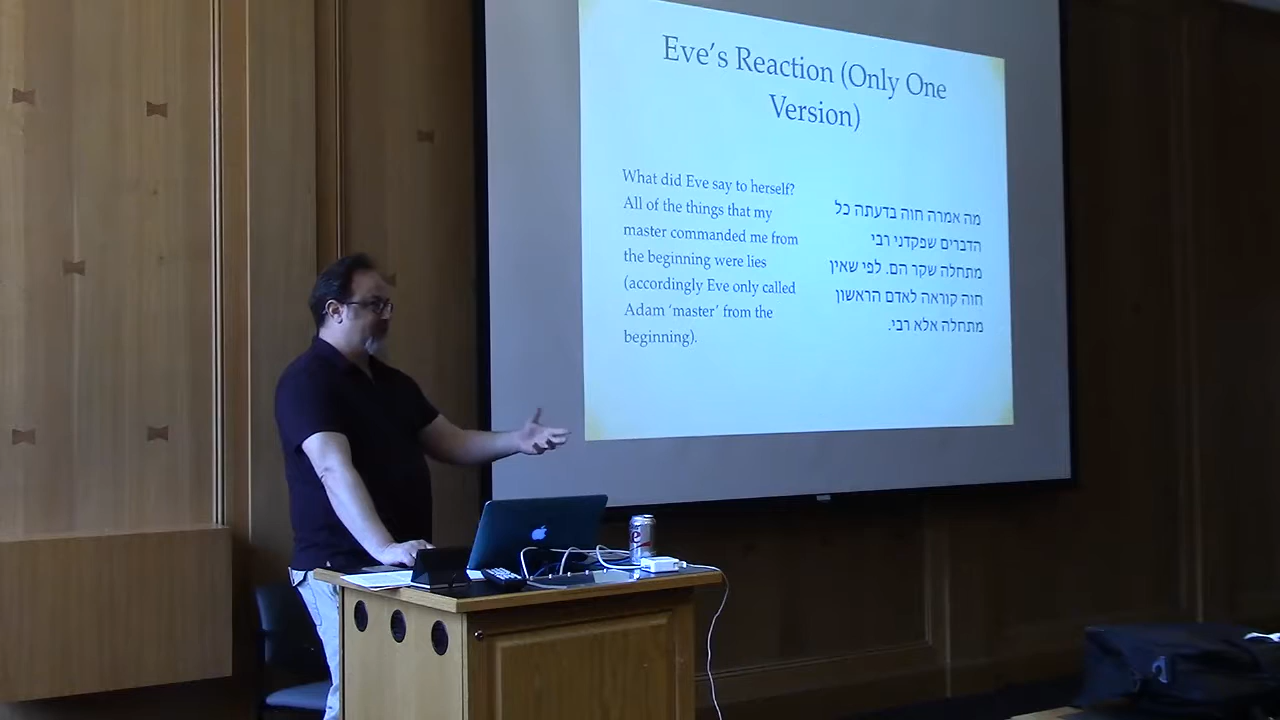 Eve's Reaction (Only One
Version)
What did Eve say to herself?
All of the things that my
master commanded me from
the beginning were lies
(accordingly Eve only called
Adam ‘master’ from the
beginning).
מה אמרה חוה בדעתה כל
הדברים שפקדני רבי
מתחלה שקר הם. לפי שאין
חוה קוראה לאדם הראשון
מתחלה אלא רבי.